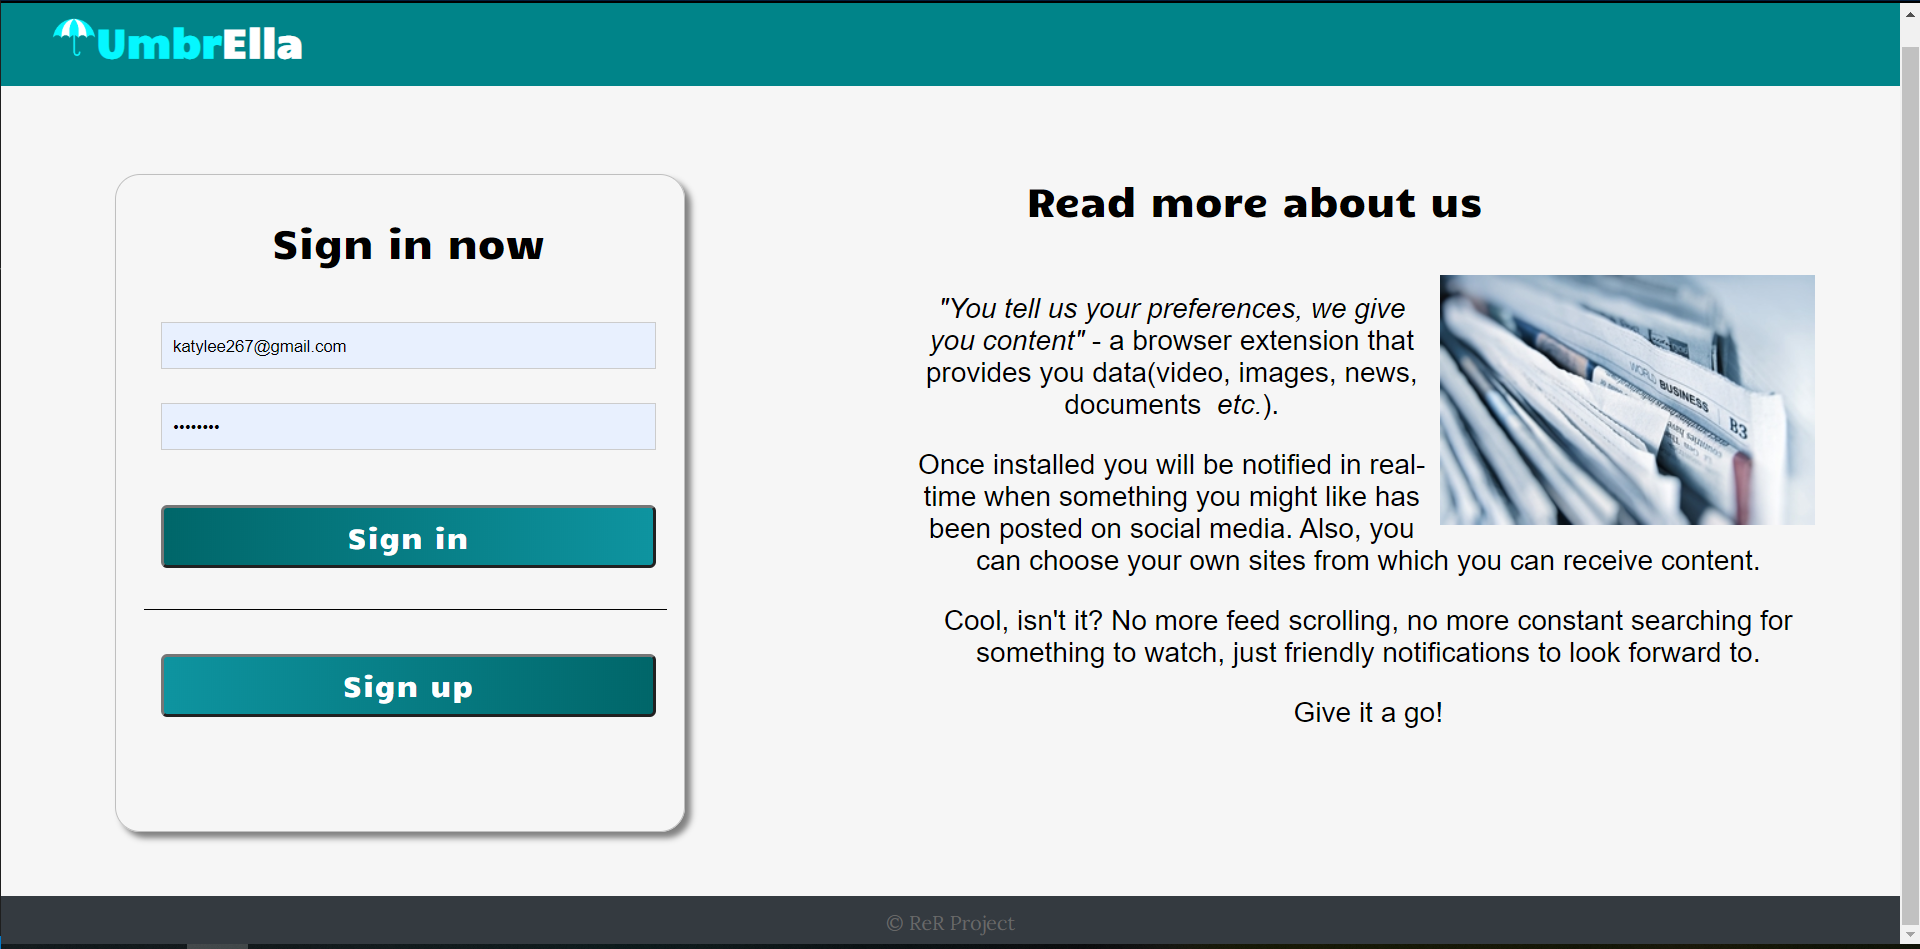 UmbrElla
Sign in now
katylee267@gmail.com
••••••••
Sign in
Sign up
Read more about us
"You tell us your preferences, we give
you content" - a browser extension that
provides you data(video, images, news,
documents  etc.).
Once installed you will be notified in real-
time when something you might like has
been posted on social media. Also, you
can choose your own sites from which you can receive content.
Cool, isn't it? No more feed scrolling, no more constant searching for
something to watch, just friendly notifications to look forward to.
Give it a go!
WORLD BUSINESS
B3
© ReR Project